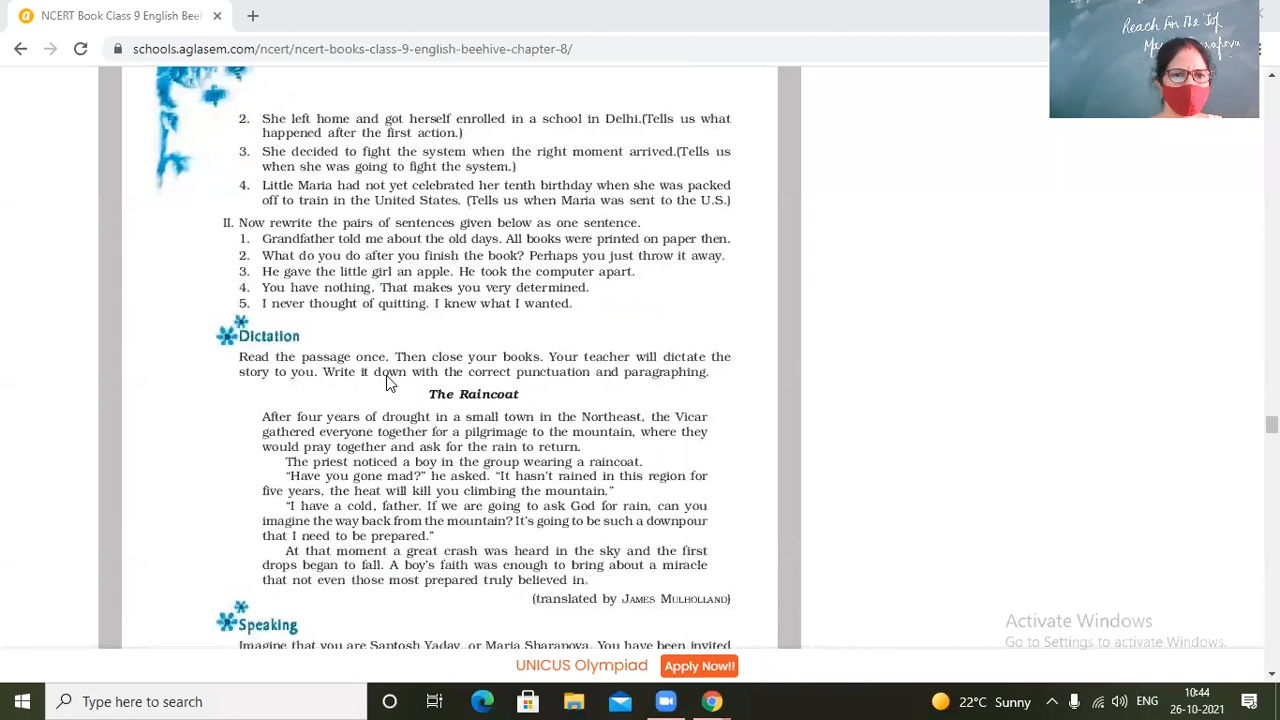 NCERT Book Class 9 English Beeh
schools.aglasem.com/ncert/ncert-books-class-9-english-beehive-chapter-8/
Reach For The Top
2. She left home and got herself enrolled in a school in Delhi.(Tells us what
happened after the first action.)
3. She decided to fight the system when the right moment arrived.(Tells us
when she was going to fight the system.)
4. Little Maria had not yet celebrated her tenth birthday when she was packed
off to train in the United States. (Tells us when Maria was sent to the U.S.)
II. Now rewrite the pairs of sentences given below as one sentence.
1. Grandfather told me about the old days. All books were printed on paper then.
2. What do you do after you finish the book? Perhaps you just throw it away.
3. He gave the little girl an apple. He took the computer apart.
4. You have nothing. That makes you very determined.
5. I never thought of quitting. I knew what I wanted.
Dictation
Read the passage once. Then close your books. Your teacher will dictate the
story to you. Write it down with the correct punctuation and paragraphing.
The Raincoat
After four years of drought in a small town in the Northeast, the Vicar
gathered everyone together for a pilgrimage to the mountain, where they
would pray together and ask for the rain to return.
The priest noticed a boy in the group wearing a raincoat.
“Have you gone mad?” he asked. “It hasn’t rained in this region for
five years, the heat will kill you climbing the mountain.”
“I have a cold, father. If we are going to ask God for rain, can you
imagine the way back from the mountain? It’s going to be such a downpour
that I need to be prepared.”
At that moment a great crash was heard in the sky and the first
drops began to fall. A boy’s faith was enough to bring about a miracle
that not even those most prepared truly believed in.
(translated by JAMES MULHOLLAND)
Speaking
Imagine that you are Santosh Yadav, or Maria Sharapova. You have been invited
Activate Windows
Go to Settings to activate Windows.
UNICUS Olympiad Apply Now!!
Type here to search
22°C Sunny
ENG
10:44
26-10-2021